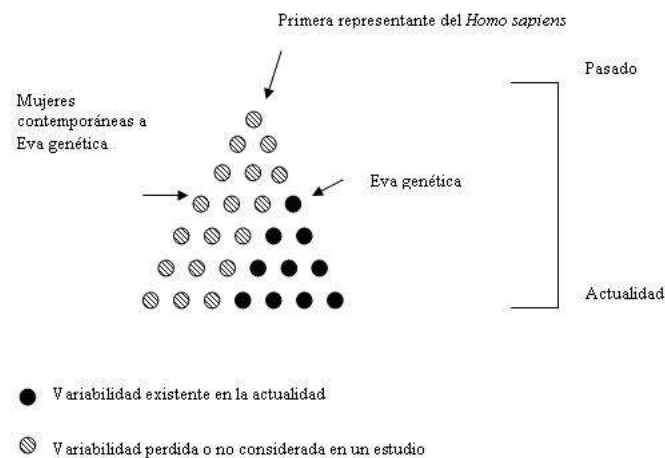 Primera representante del Homo sapiens
Pasado
Mujeres
contemporáneas a
Eva genética
Eva genética
Actualidad
Variabilidad existente en la actualidad
Variabilidad perdida o no considerada en un estudio